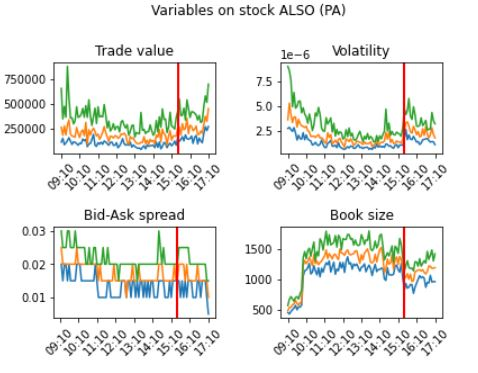 Variables on stock ALSO (PA)
Trade value
750000
500000
250000
09:10 10:10 11:10 12:10 13:10 14:10 15:10 16:10 17:10
Volatility
1e−6
7.5
5.0
2.5
09:10 10:10 11:10 12:10 13:10 14:10 15:10 16:10 17:10
Bid-Ask spread
0.03
0.02
0.01
09:10 10:10 11:10 12:10 13:10 14:10 15:10 16:10 17:10
Book size
1500
1000
500
09:10 10:10 11:10 12:10 13:10 14:10 15:10 16:10 17:10